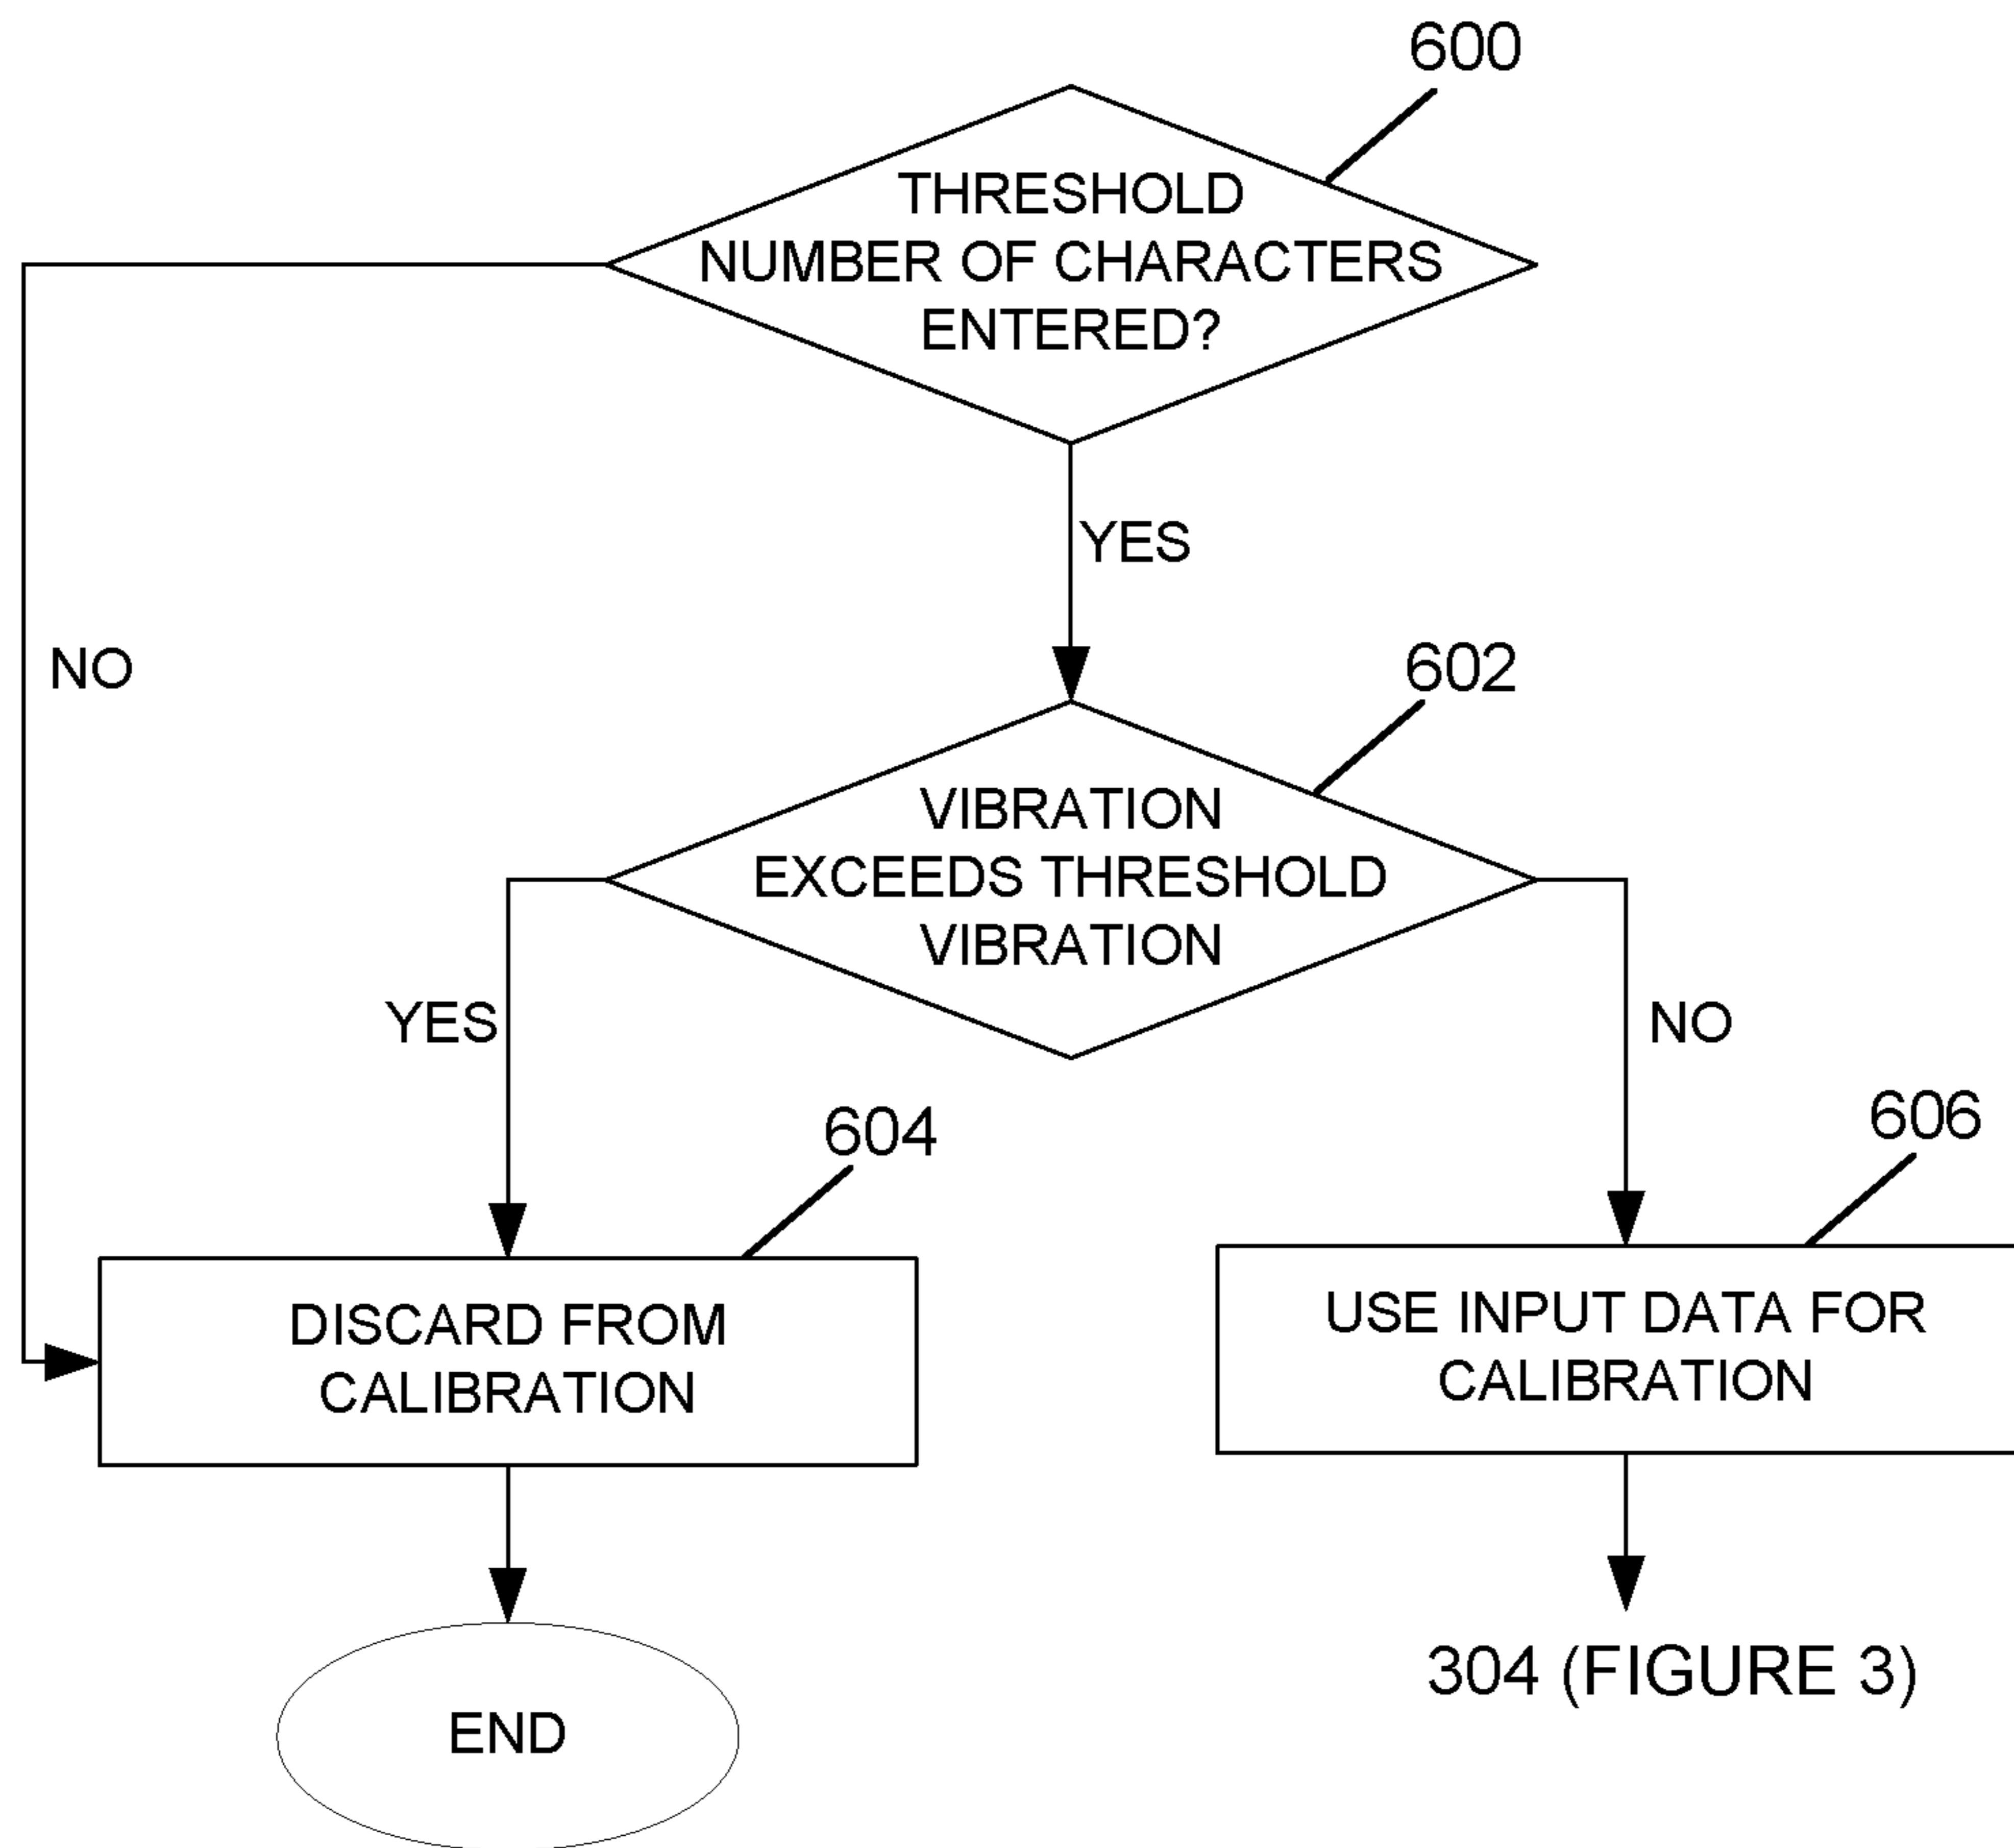 600
THRESHOLD
NUMBER OF CHARACTERS
ENTERED?
YES
NO
602
VIBRATION
EXCEEDS THRESHOLD
VIBRATION
YES
NO
604
606
DISCARD FROM
CALIBRATION
USE INPUT DATA FOR
CALIBRATION
304 (FIGURE 3)
END